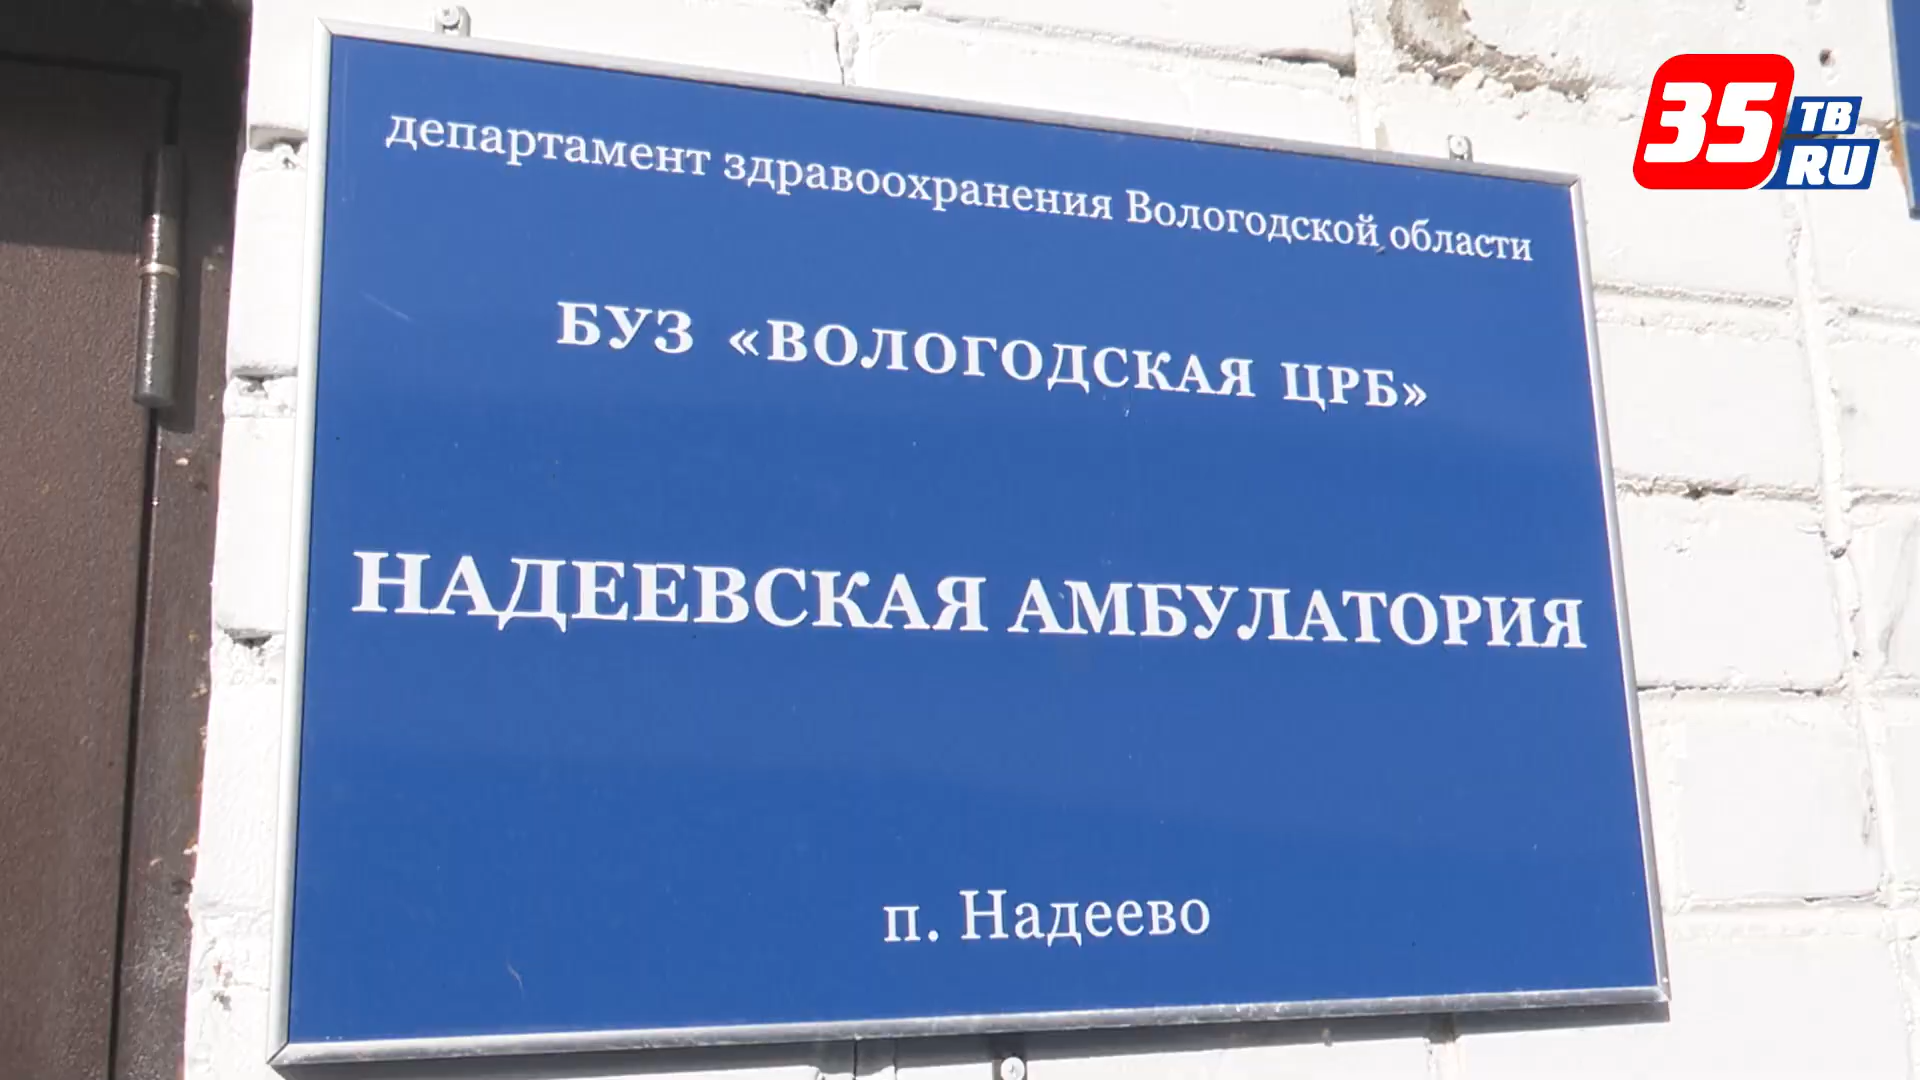 35 ТВ
RU
департамент здравоохранения Вологодской области
БУЗ «ВОЛОГОДСКАЯ ЦРБ»
НАДЕЕВСКАЯ АМБУЛАТОРИЯ
п. Надеево